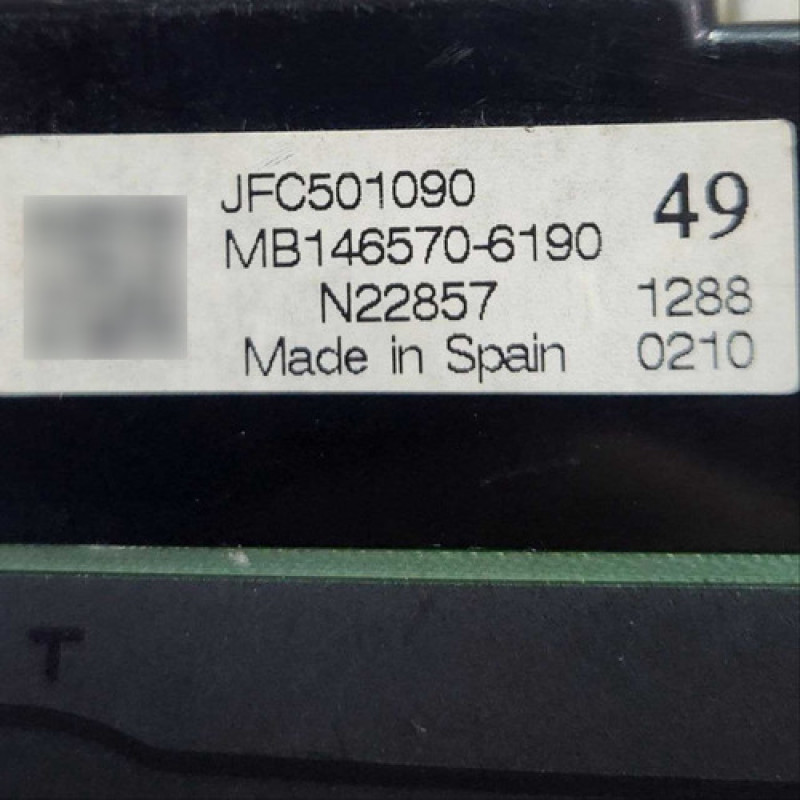 JFC501090 49
MB146570-6190
N22857 1288
Made in Spain 0210
T